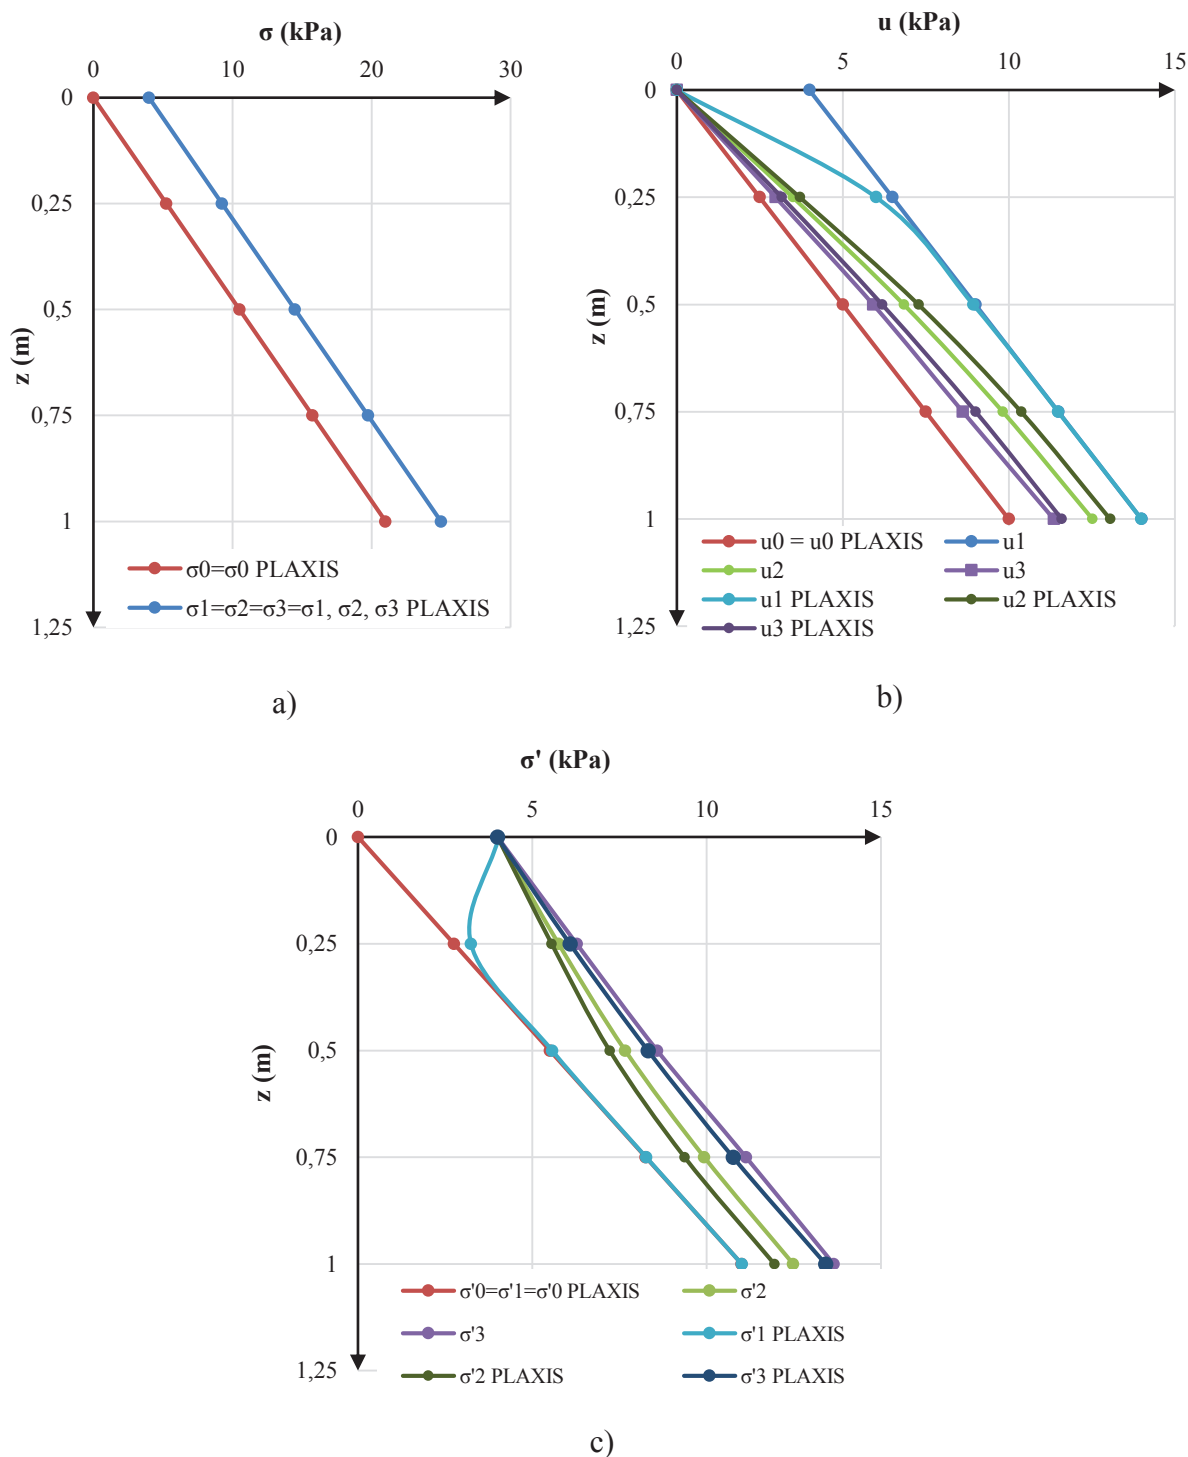 σ (kPa)
0 10 20 30
0
0,25
0,5
0,75
1
1,25
z (m)
σ0=σ0 PLAXIS
σ1=σ2=σ3=σ1, σ2, σ3 PLAXIS
a)
u (kPa)
0 5 10 15
0
0,25
0,5
0,75
1
1,25
z (m)
u0 = u0 PLAXIS u1
u2 u3
u1 PLAXIS u2 PLAXIS
u3 PLAXIS
b)
σ' (kPa)
0 5 10 15
0
0,25
0,5
0,75
1
1,25
z (m)
σ'0=σ'1=σ'0 PLAXIS σ'2
σ'3 σ'1 PLAXIS
σ'2 PLAXIS σ'3 PLAXIS
c)